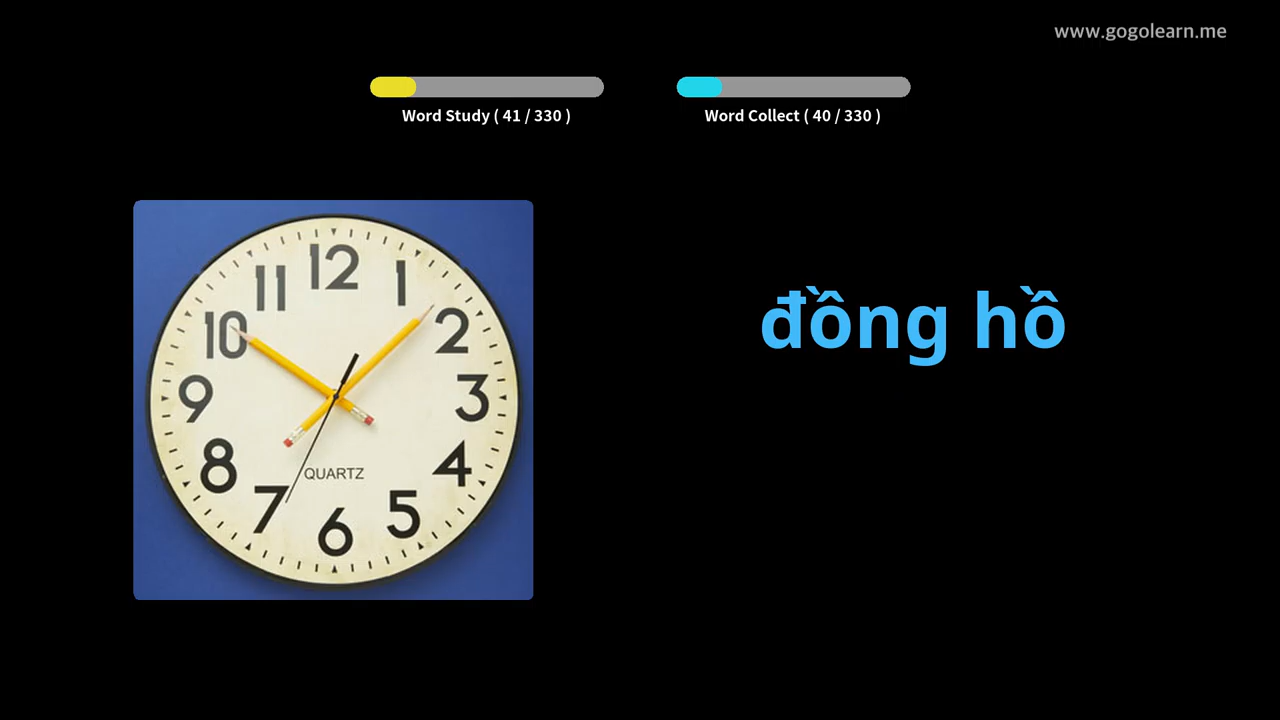 www.gogolearn.me
Word Study ( 41 / 330 )
Word Collect ( 40 / 330 )
12
11
1
10
2
9
3
8
4
7
5
6
QUARTZ
đồng hồ